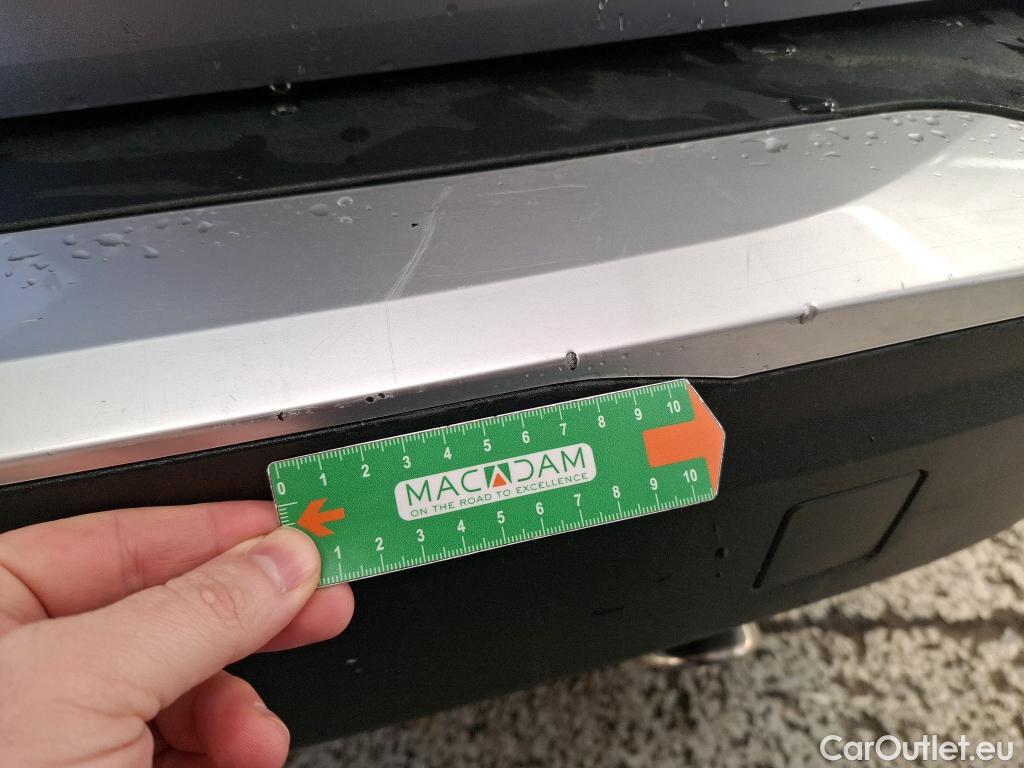 0 1 2 3 4 5 6 7 8 9 10
MACADAM
ON THE ROAD TO EXCELLENCE
1 2 3 4 5 6 7 8 9 10
CarOutlet.eu